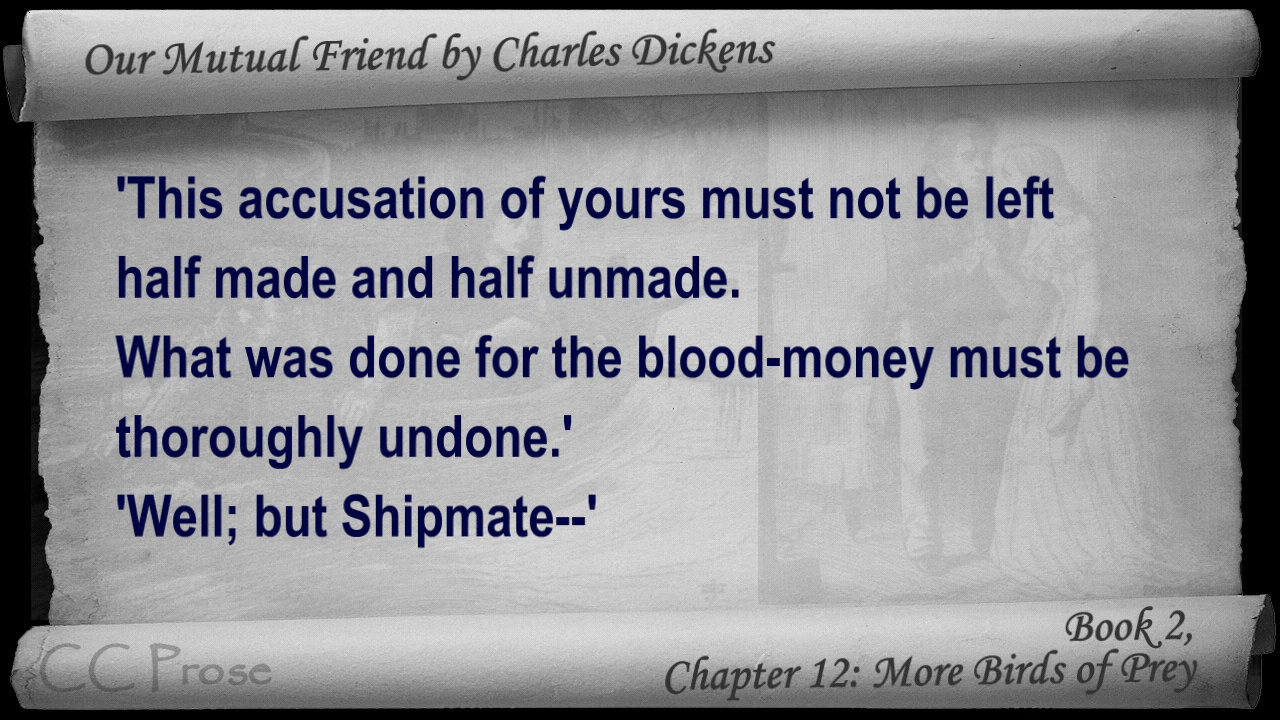 Our Mutual Friend by Charles Dickens
'This accusation of yours must not be left
half made and half unmade.
What was done for the blood-money must be
thoroughly undone.'
'Well; but Shipmate--'
Book 2,
Chapter 12: More Birds of Prey
CC Prose